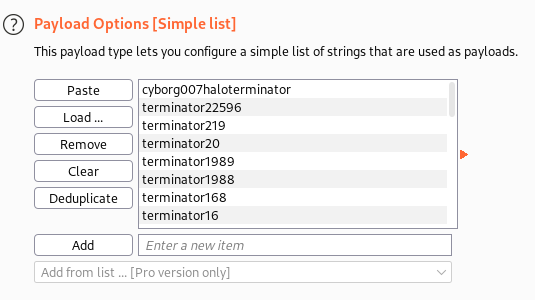 ? Payload Options [Simple list]
This payload type lets you configure a simple list of strings that are used as payloads.
Paste
Load ...
Remove
Clear
Deduplicate
cyborg007haloterminator
terminator22596
terminator219
terminator20
terminator1989
terminator1988
terminator168
terminator16
Add
Enter a new item
Add from list ... [Pro version only]